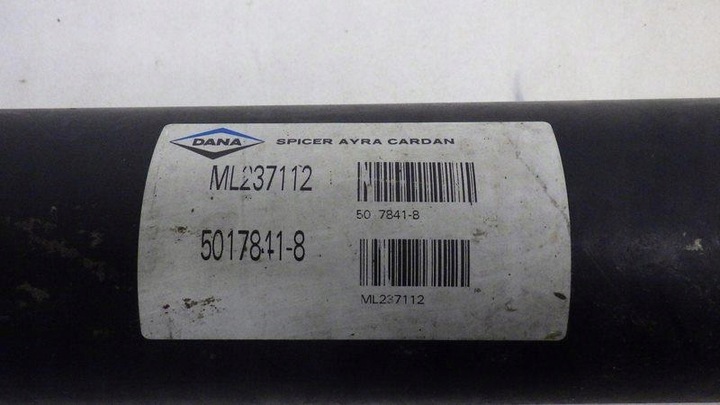 DANA SPICER AYRA CARDAN
ML237112
50 7841-8
5017841-8
ML237112